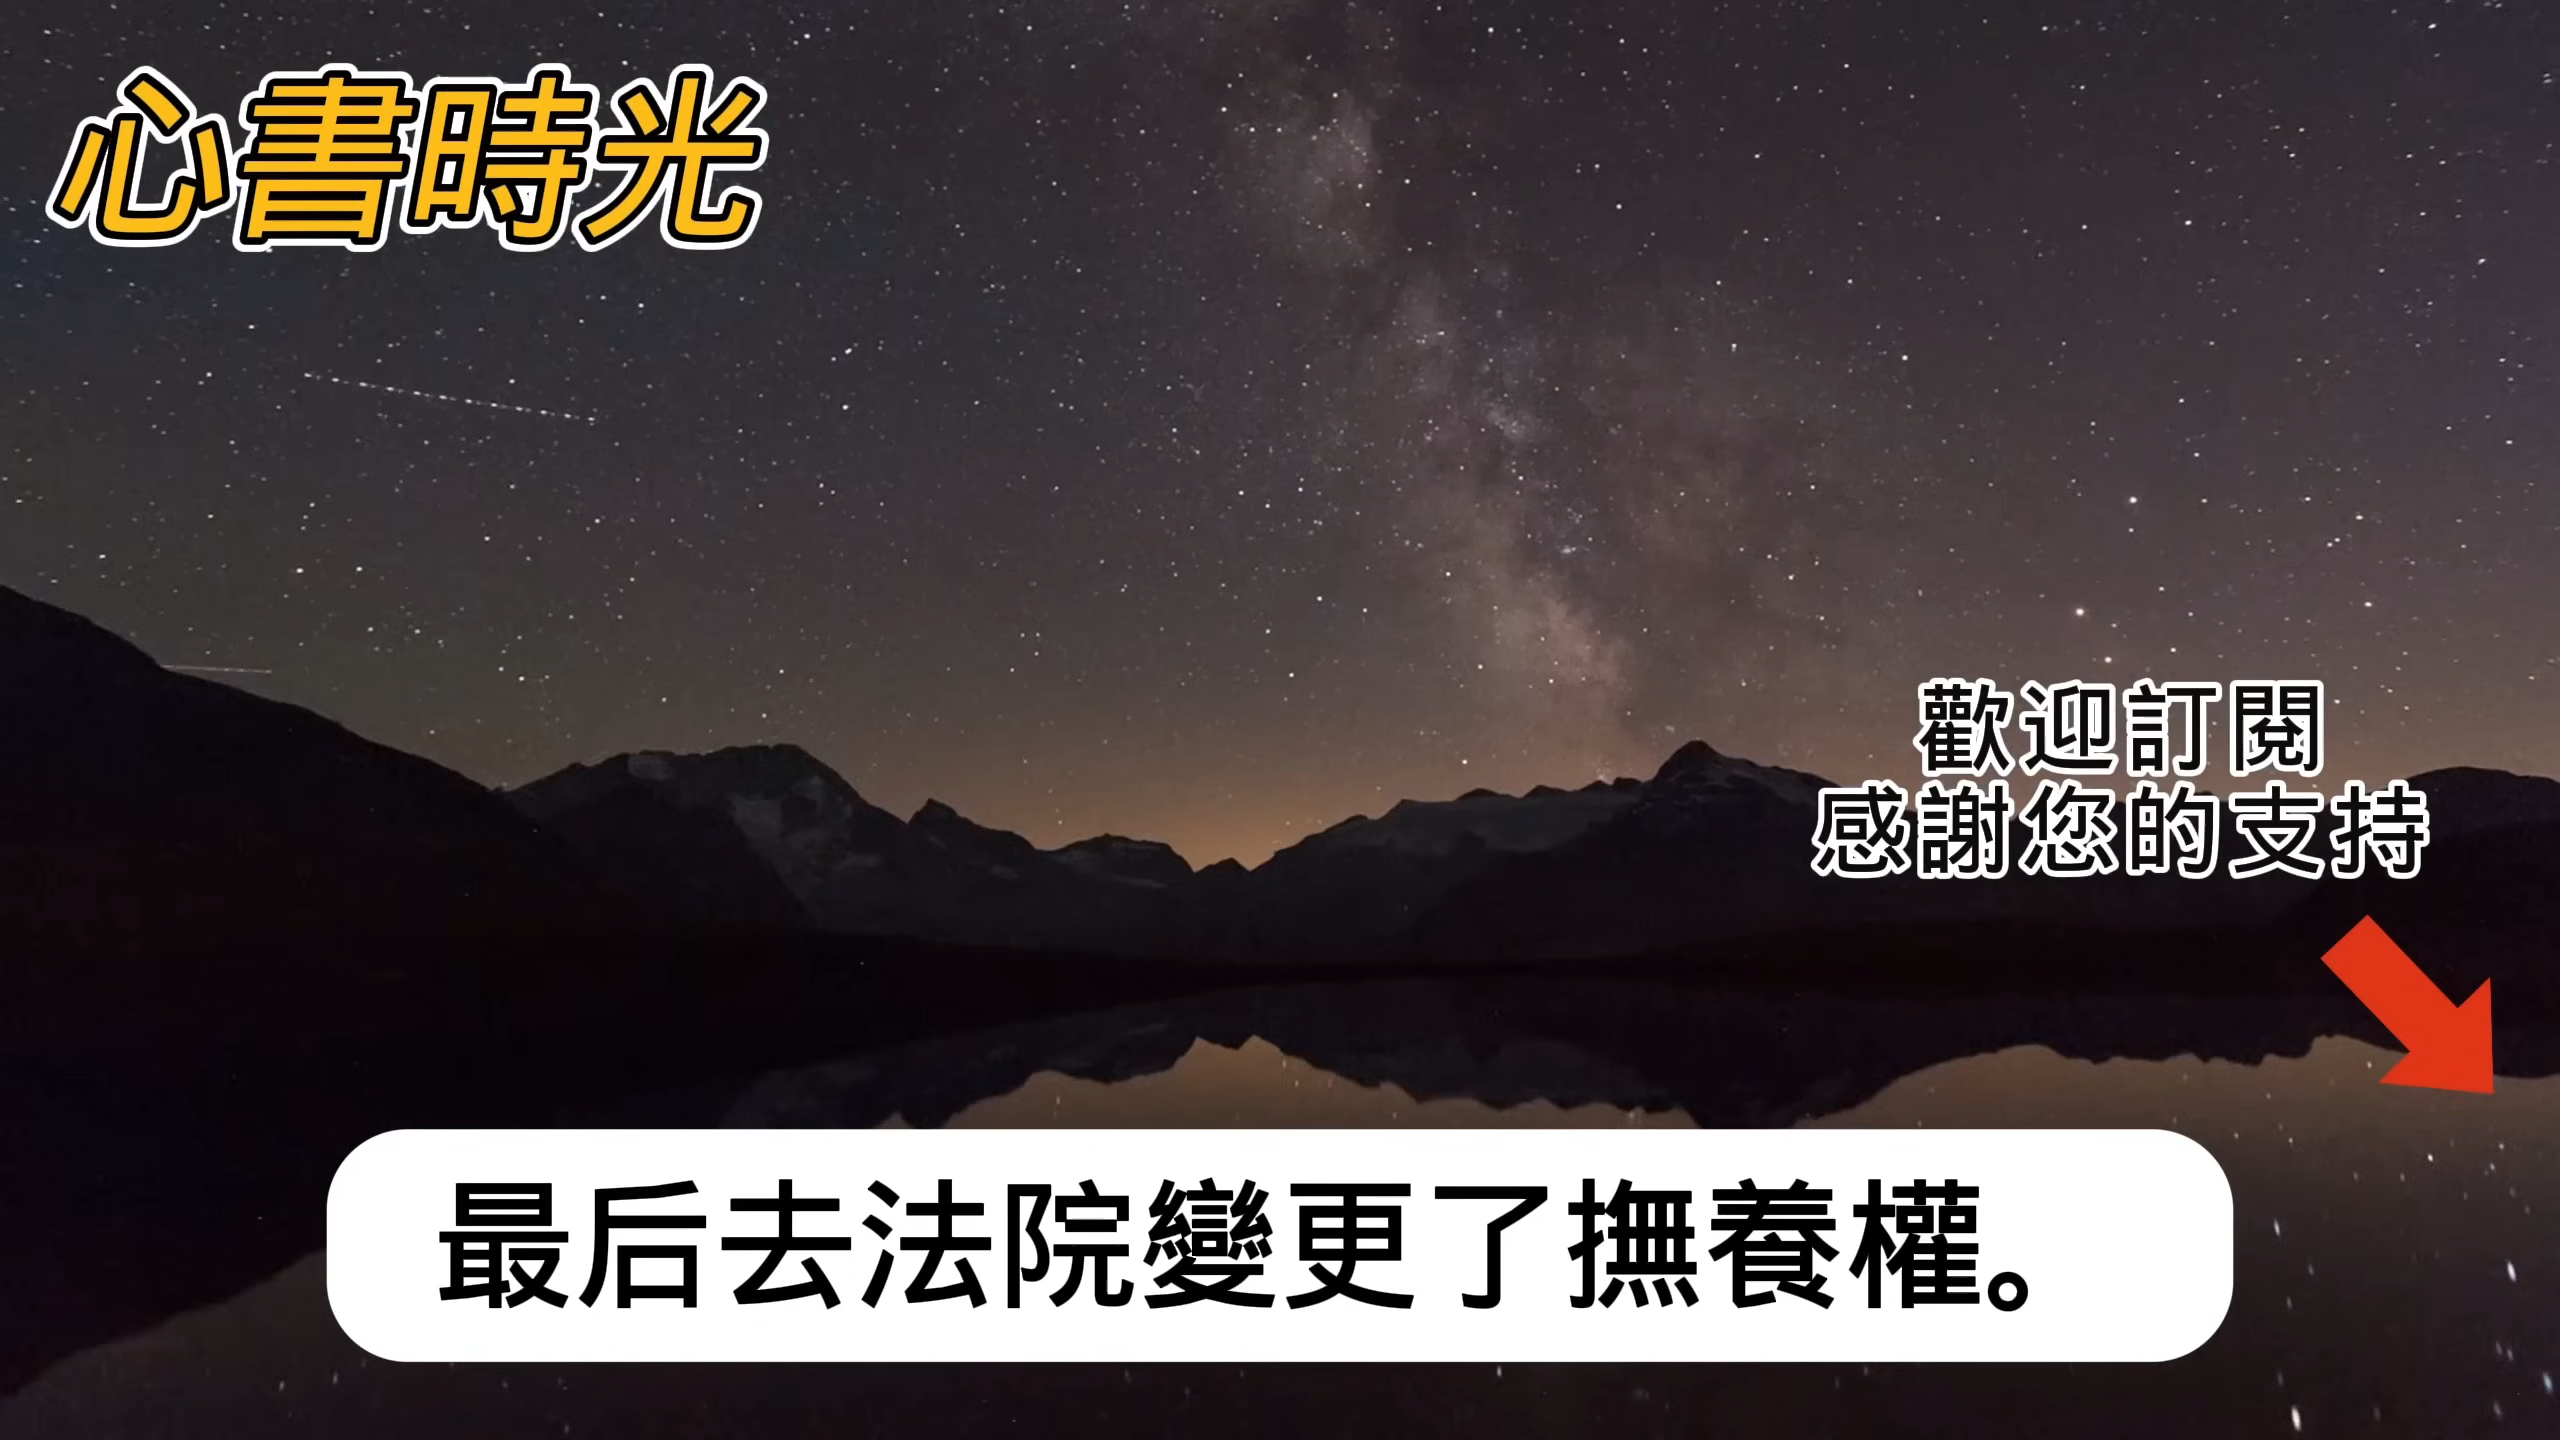 心書時光
歡迎訂閱
感謝您的支持
最后去法院變更了撫養權。